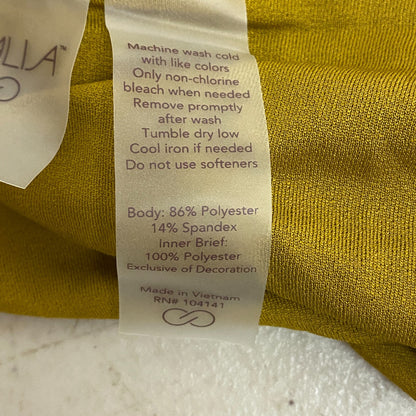 LIA™
Machine wash cold
with like colors
Only non-chlorine
bleach when needed
Remove promptly
after wash
Tumble dry low
Cool iron if needed
Do not use softeners
Body: 86% Polyester
14% Spandex
Inner Brief:
100% Polyester
Exclusive of Decoration
Made in Vietnam
RN# 104141